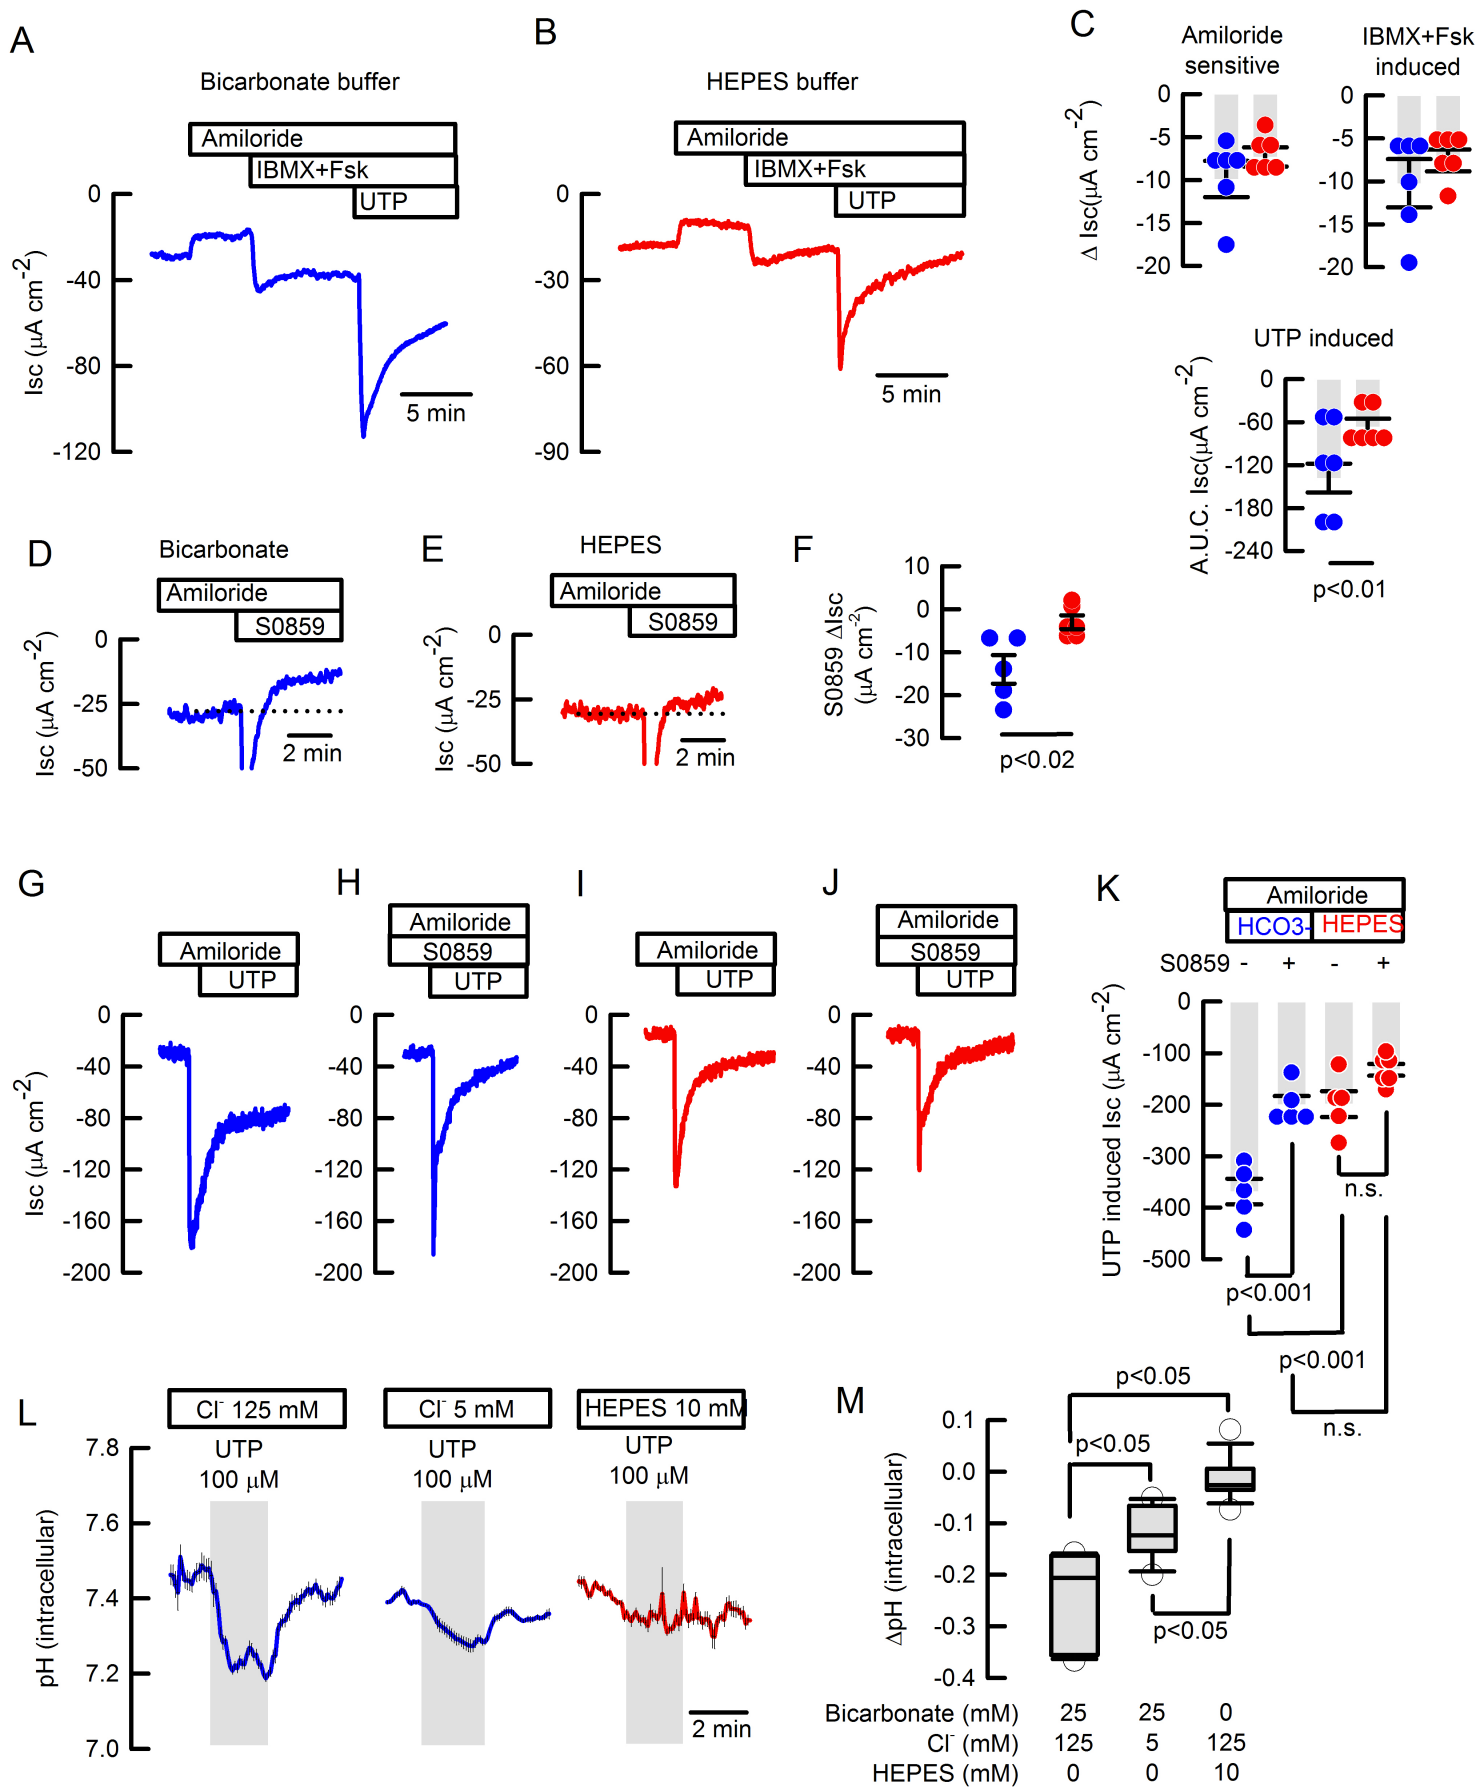 A
Bicarbonate buffer
Amiloride
IBMX+Fsk
UTP
0
-40
-80
-120
Isc (µA cm-2)
5 min
B
HEPES buffer
Amiloride
IBMX+Fsk
UTP
0
-30
-60
-90
5 min
C
Amiloride
sensitive
0
-5
-10
-15
-20
Δ Isc(µA cm-2)
IBMX+Fsk
induced
0
-5
-10
-15
-20
UTP induced
0
-60
-120
-180
-240
A.U.C. Isc(µA cm-2)
p<0.01
D
Bicarbonate
Amiloride
S0859
0
-25
-50
Isc (µA cm-2)
2 min
E
HEPES
Amiloride
S0859
0
-25
-50
Isc (µA cm-2)
2 min
F
10
0
-10
-20
-30
S0859 ΔIsc
(µA cm-2)
p<0.02
G
Amiloride
UTP
0
-40
-80
-120
-160
-200
Isc (µA cm-2)
H
Amiloride
S0859
UTP
0
-40
-80
-120
-160
-200
I
Amiloride
UTP
0
-40
-80
-120
-160
-200
J
Amiloride
S0859
UTP
0
-40
-80
-120
-160
-200
K
Amiloride
HCO3- HEPES
S0859 - + - +
0
-100
-200
-300
-400
-500
UTP induced Isc (µA cm-2)
n.s.
p<0.001
p<0.001
n.s.
L
Cl- 125 mM
UTP
100 µM
Cl- 5 mM
UTP
100 µM
HEPES 10 mM
UTP
100 µM
7.8
7.6
7.4
7.2
7.0
pH (intracellular)
2 min
M
p<0.05
p<0.05
p<0.05
0.1
0.0
-0.1
-0.2
-0.3
-0.4
ΔpH (intracellular)
Bicarbonate (mM) 25 25 0
Cl- (mM) 125 5 125
HEPES (mM) 0 0 10